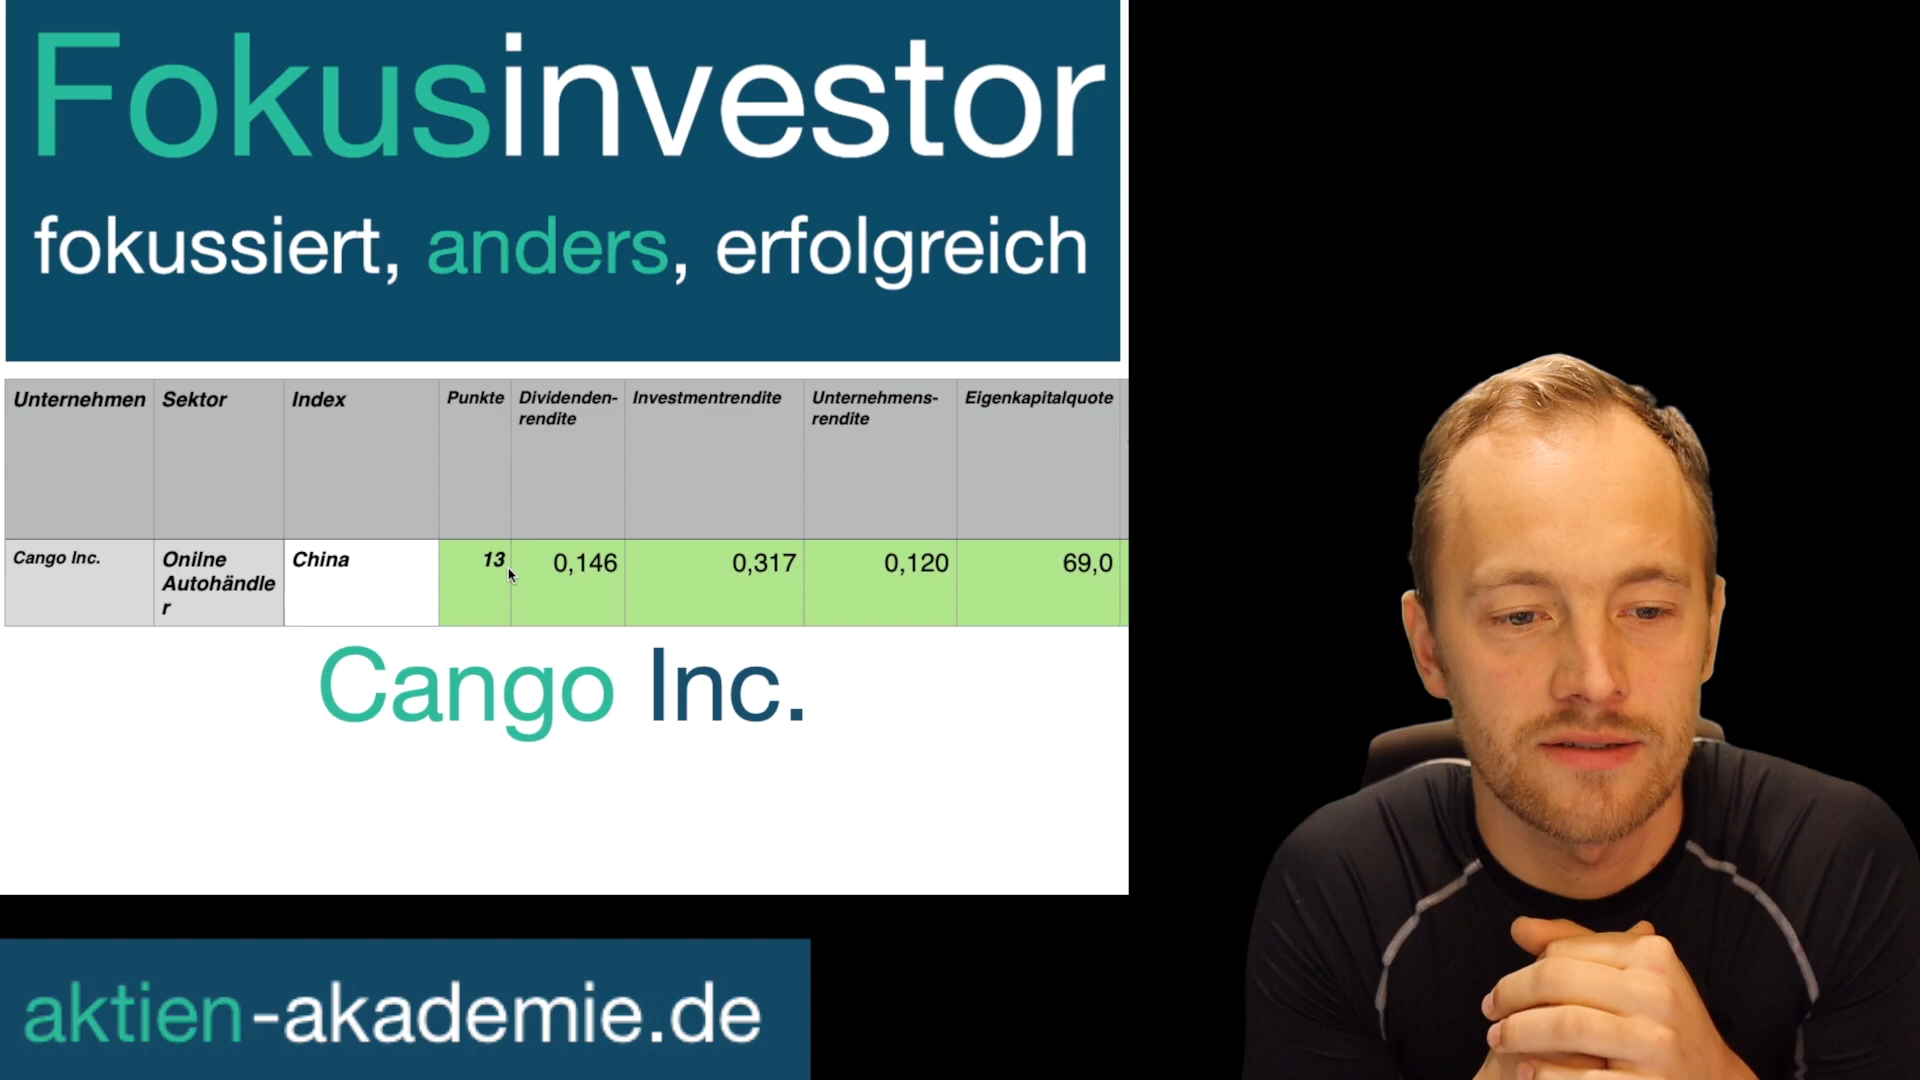 Fokusinvestor
fokussiert, anders, erfolgreich
Unternehmen Sektor Index Punkte Dividenden- Investmentrendite Unternehmens- Eigenkapitalquote
rendite rendite
Cango Inc. Onilne China 13 0,146 0,317 0,120 69,0
Autohändle
r
Cango Inc.
aktien-akademie.de